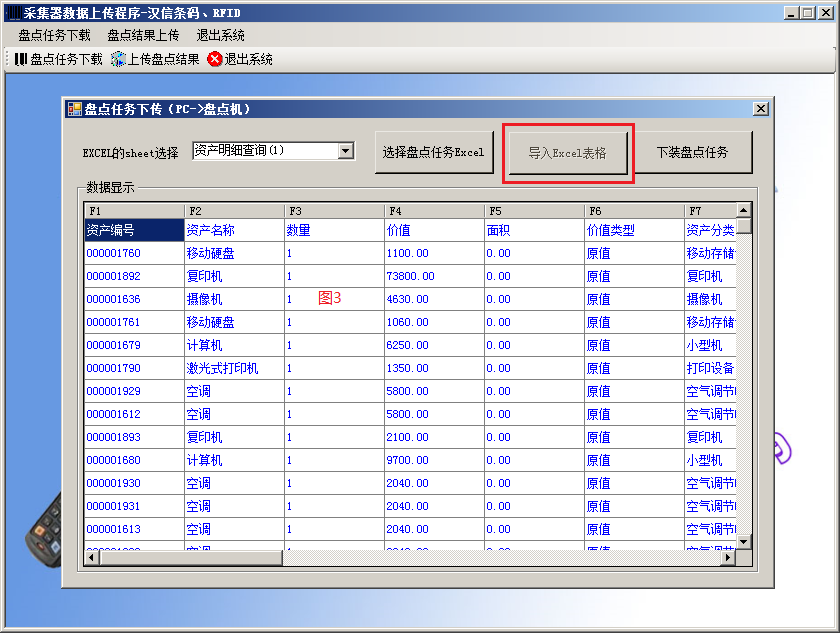 采集器数据上传程序-汉信条码、RFID
盘点任务下载 盘点结果上传 退出系统
盘点任务下载 上传盘点结果 退出系统
盘点任务下传（PC->盘点机）
EXCEL的sheet选择 资产明细查询(1) 选择盘点任务Excel 导入Excel表格 下装盘点任务
数据显示
F1 F2 F3 F4 F5 F6 F7
资产编号 资产名称 数量 价值 面积 价值类型 资产分类
000001760 移动硬盘 1 1100.00 0.00 原值 移动存储
000001892 复印机 1 73800.00 0.00 原值 复印机
000001636 摄像机 1 图3 4630.00 0.00 原值 摄像机
000001761 移动硬盘 1 1060.00 0.00 原值 移动存储
000001679 计算机 1 6250.00 0.00 原值 小型机
000001790 激光式打印机 1 1350.00 0.00 原值 打印设备
000001929 空调 1 5800.00 0.00 原值 空气调节
000001612 空调 1 5800.00 0.00 原值 空气调节
000001893 复印机 1 2100.00 0.00 原值 复印机
000001680 计算机 1 9700.00 0.00 原值 小型机
000001930 空调 1 2040.00 0.00 原值 空气调节
000001931 空调 1 2040.00 0.00 原值 空气调节
000001613 空调 1 2040.00 0.00 原值 空气调节